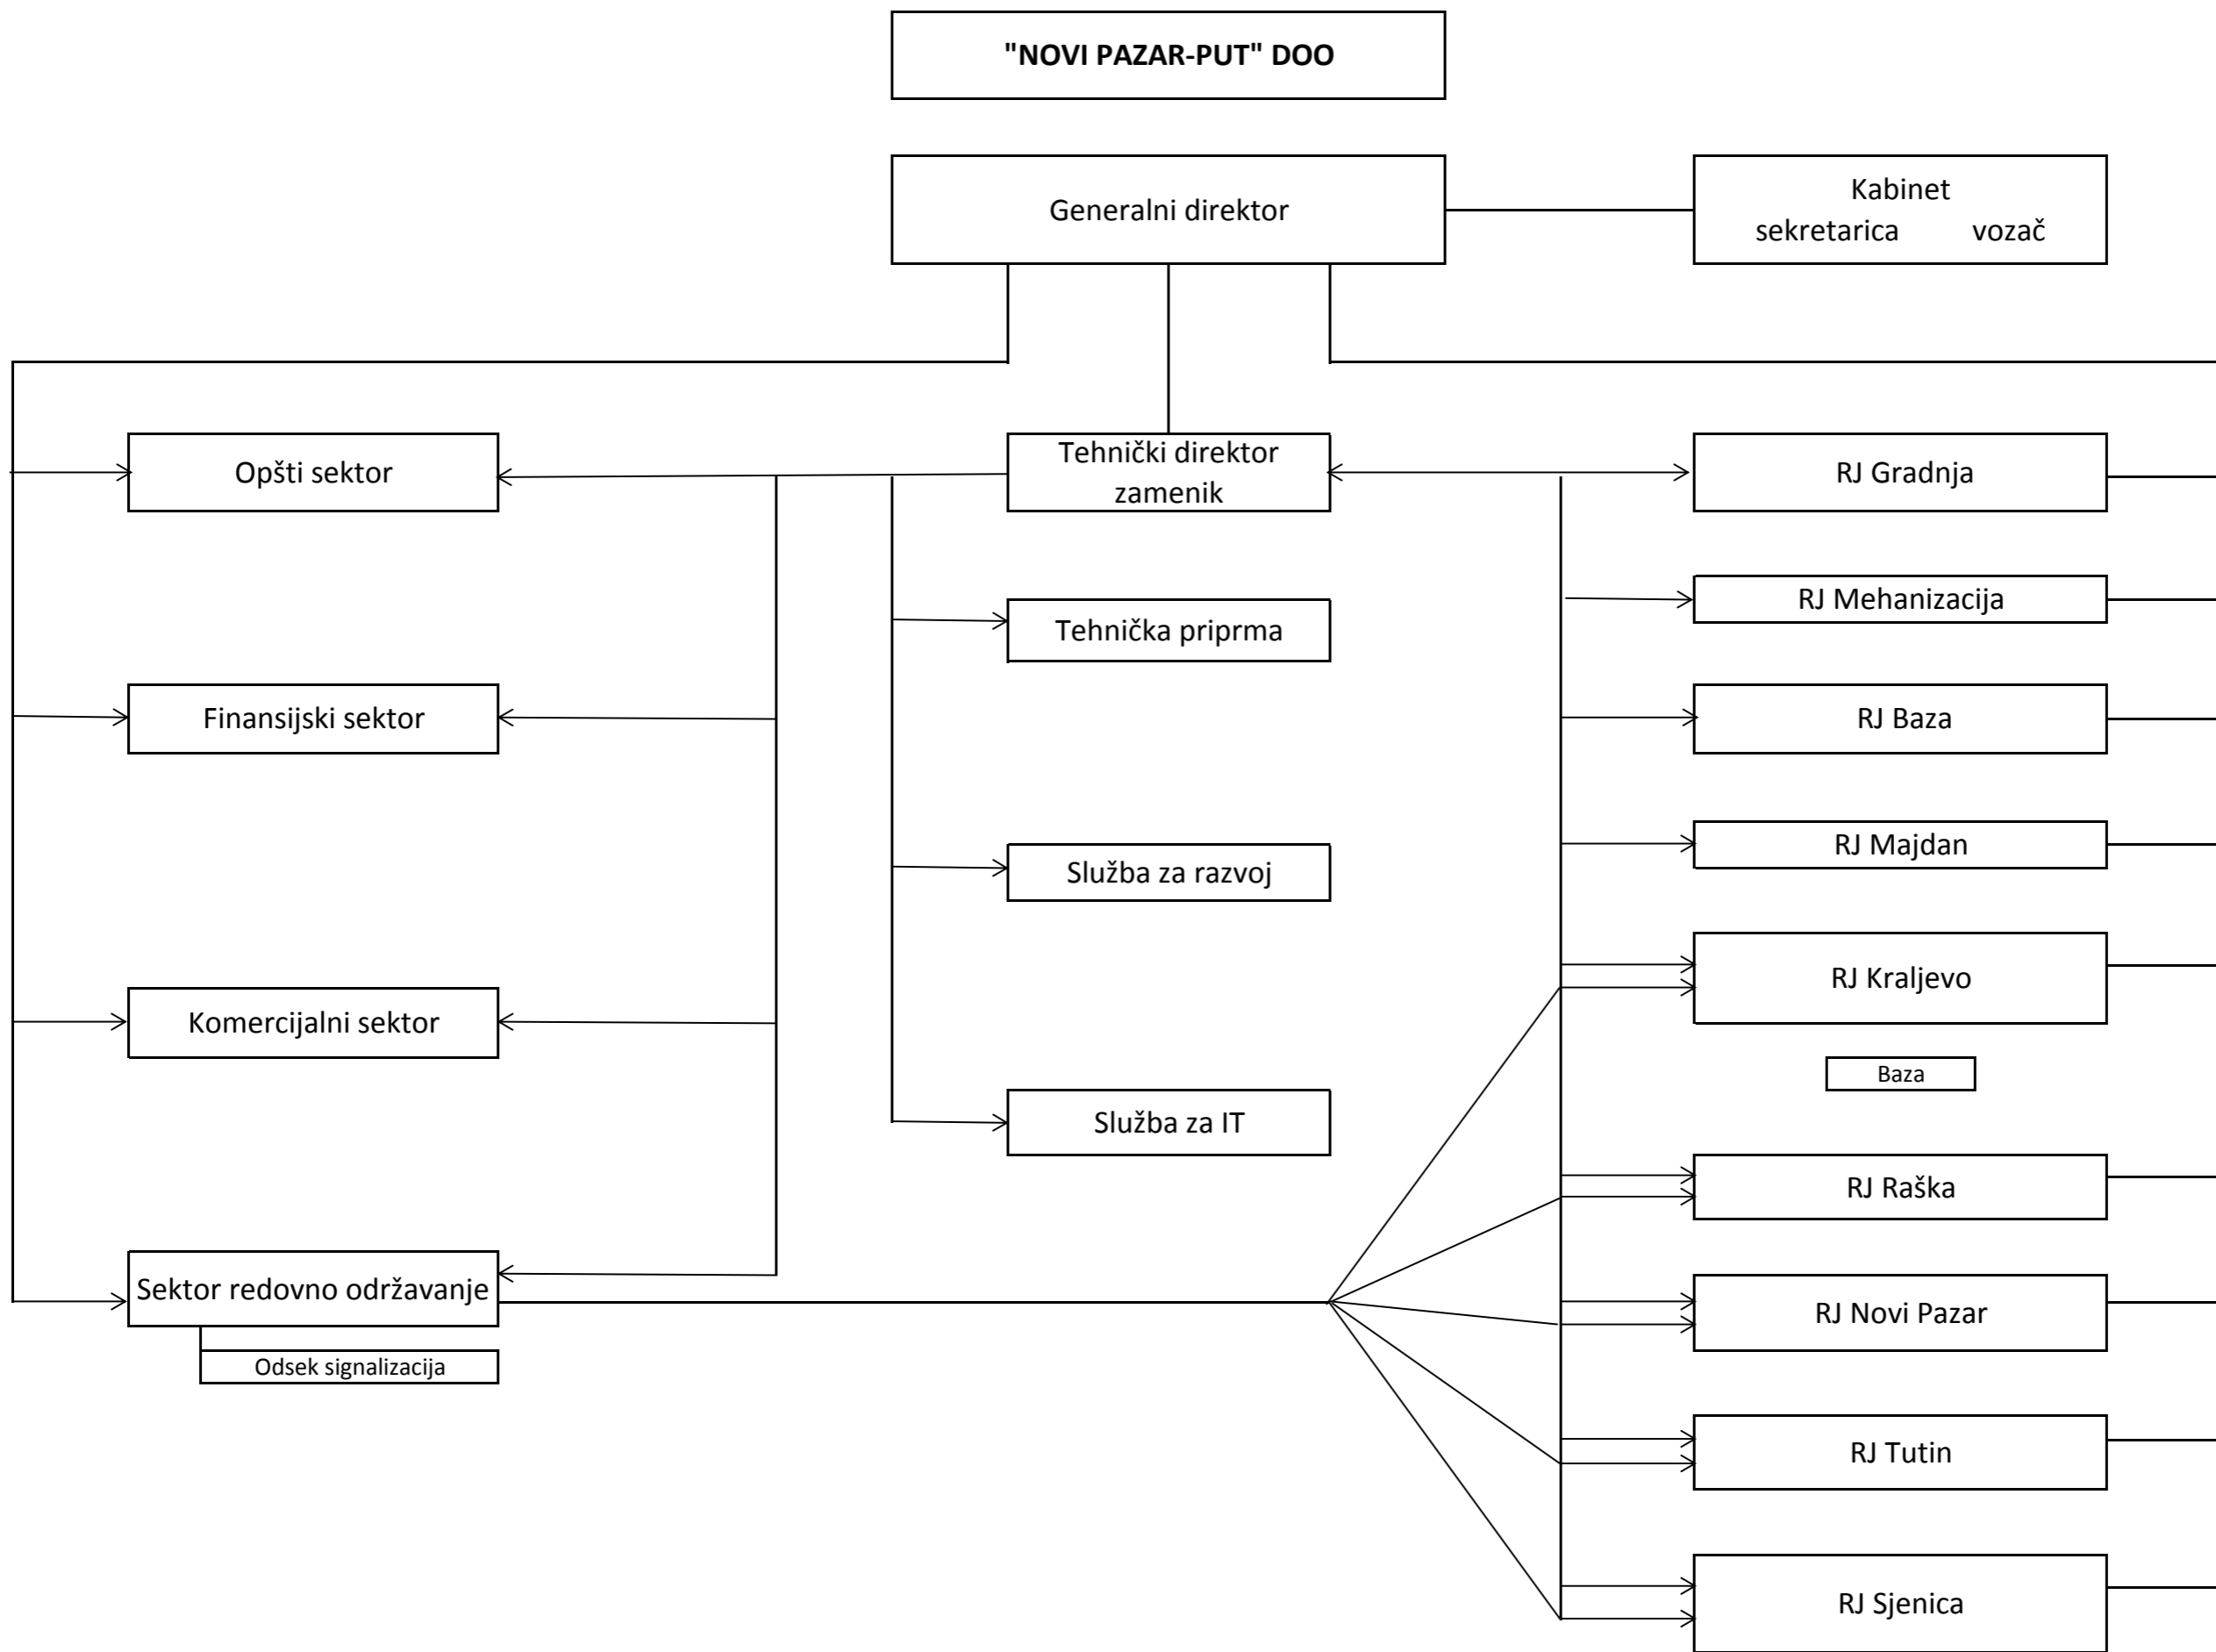 "NOVI PAZAR-PUT" DOO
Generalni direktor
Kabinet
sekretarica vozač
Opšti sektor
Tehnički direktor
zamenik
RJ Gradnja
RJ Mehanizacija
Tehnička priprma
Finansijski sektor
RJ Baza
RJ Majdan
Služba za razvoj
RJ Kraljevo
Komercijalni sektor
Baza
Služba za IT
RJ Raška
Sektor redovno održavanje
RJ Novi Pazar
Odsek signalizacija
RJ Tutin
RJ Sjenica